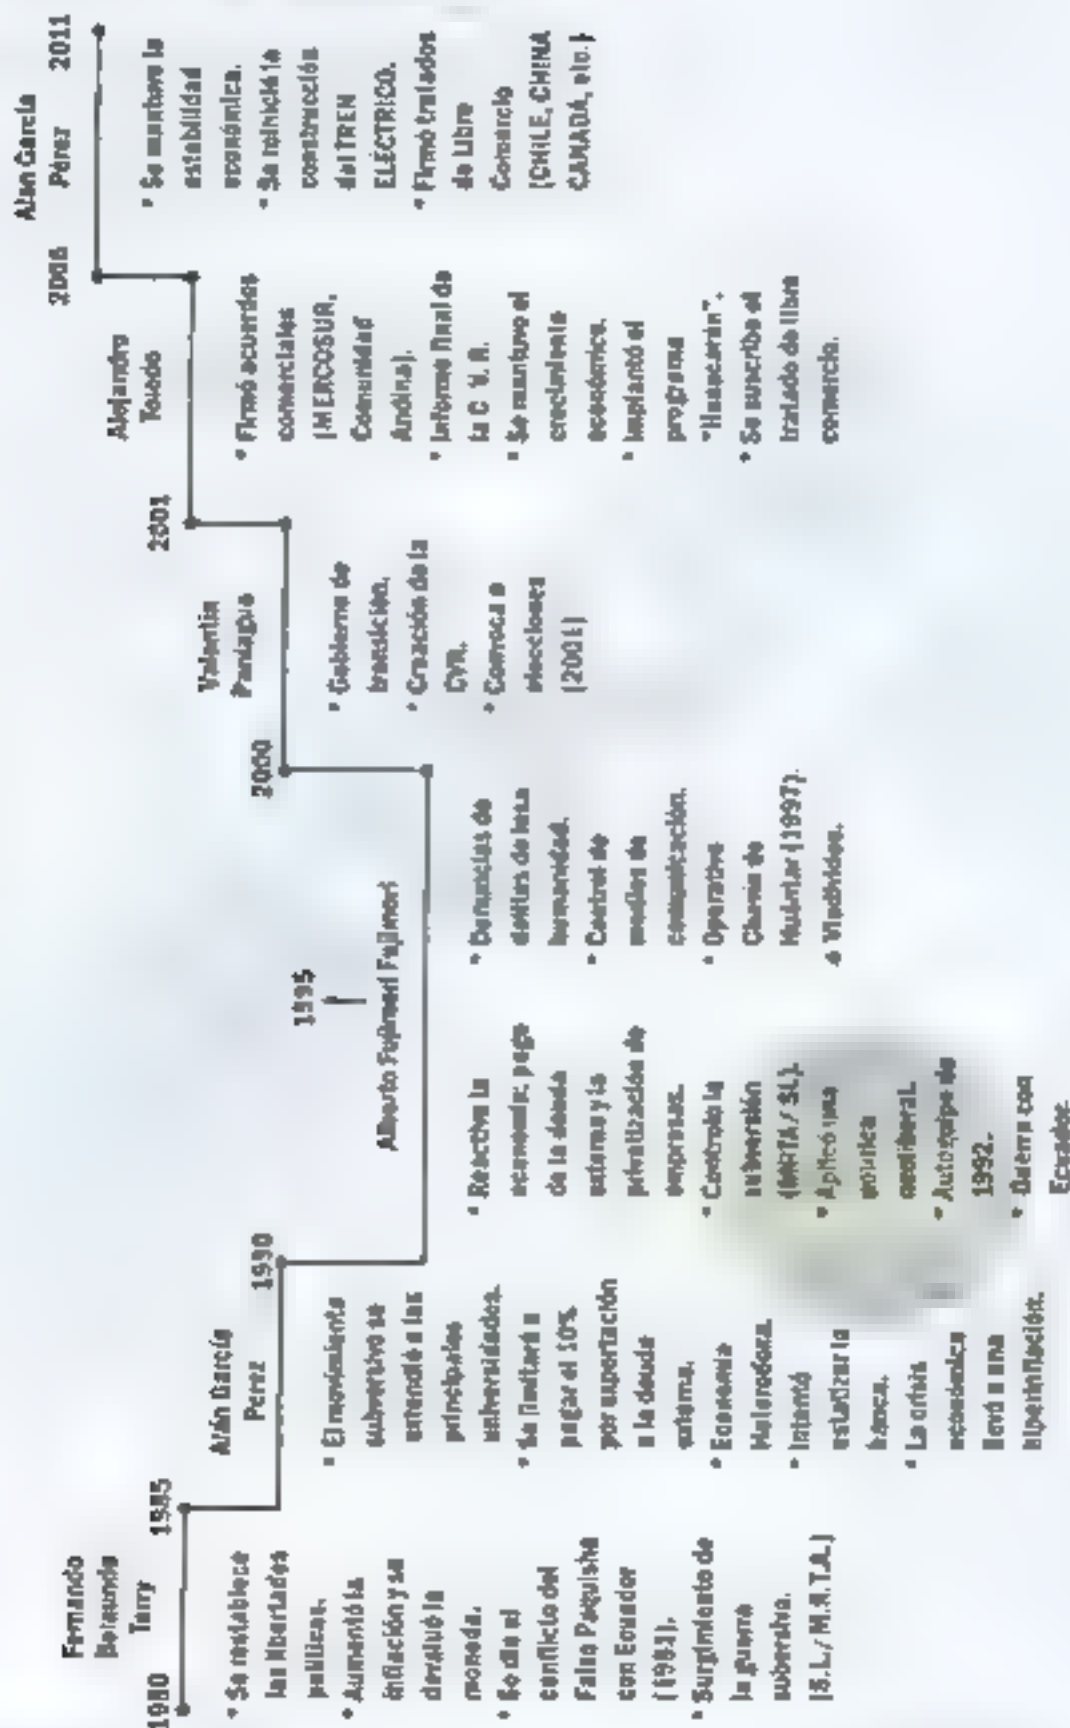 Fernando
Belaunde
Terry
1980
1985
* Se restablece
las libertades
públicas.
* Aumentó la
inflación y se
devaluó la
moneda.
* Se dio el
conflicto del
Falso Paquisha
con Ecuador
(1981).
* Surgimiento de
la guerra
subersiva.
(S.L./ M.R.T.A.)
Alán García
Perez
1990
* El movimiento
subversivo se
extendió a las
principales
universidades.
* Se limitará a
pagar el 10%
por exportación
a la deuda
externa.
* Economía
Heterodoxa.
* Intentó
estatizar la
banca.
* La crisis
económica
llevó a una
hiperinflación.
1995
Alberto Fujimori Fujimori
* Reactiva la
economía: pago
de la deuda
externa y la
privatización de
empresas.
* Controlo la
subversión
(MRTA / SL).
* Aplicó una
política
neoliberal.
* Autogolpe de
1992.
* Guerra con
Ecuador.
* Denuncias de
delitos de lesa
humanidad.
* Control de
medios de
comunicación.
* Operativo
Chavín de
Huántar (1997).
* Vladivideos.
2000
Valentín
Paniagua
* Gobierno de
transición.
* Creación de la
CVR.
* Convoca a
elecciones
(2001)
2001
Alejandro
Toledo
* Firmó acuerdos
comerciales
(MERCOSUR,
Comunidad
Andina).
* Informe final de
la C. V. R.
* Se mantuvo el
crecimiento
económico.
* Implantó el
programa
"Huascarán".
* Se suscribe el
tratado de libre
comercio.
2006
Alan García
Pérez
2011
* Se mantuvo la
estabilidad
económica.
* Se reinició la
construcción
del TREN
ELÉCTRICO.
* Firmó tratados
de Libre
Comercio
(CHILE, CHINA
CANADÁ, etc.)